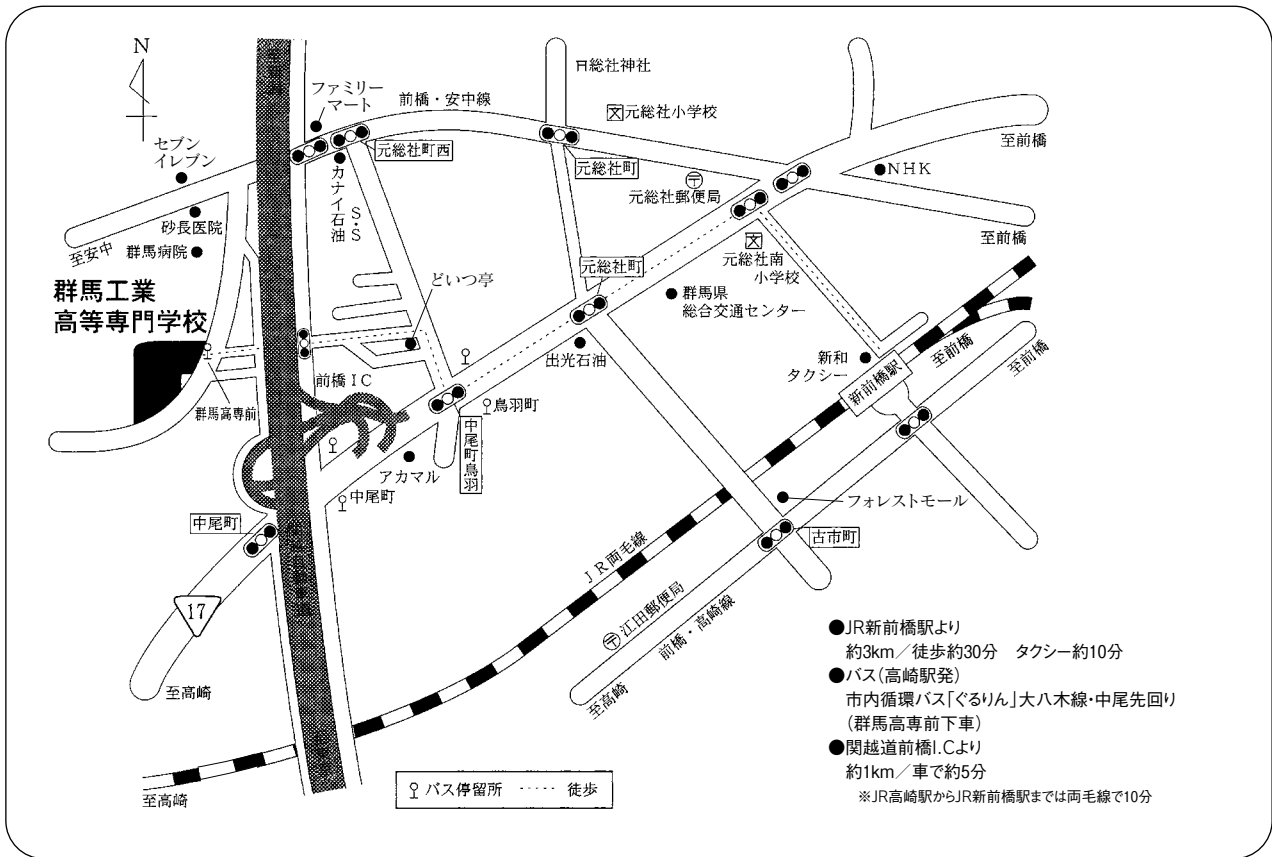 N
至沼
ファミリー
マート
前橋・安中線
総社神社
元総社小学校
セブン
イレブン
元総社町西
元総社町
至前橋
NHK
カナイ石油
S・S
元総社郵便局
砂長医院
群馬病院
至安中
至前橋
元総社南
小学校
どいつ亭
元総社町
群馬県
総合交通センター
群馬工業
高等専門学校
出光石油
新和
タクシー
新前橋駅
至前橋
至前橋
前橋IC
群馬高専前
鳥羽町
中尾町鳥羽
アカマル
中尾町
中尾町
フォレストモール
古市町
JR両毛線
17
江田郵便局
前橋・高崎線
至高崎
至高崎
至高崎
●JR新前橋駅より
約3km／徒歩約30分 タクシー約10分
●バス(高崎駅発)
市内循環バス「ぐるりん」大八木線・中尾先回り
(群馬高専前下車)
●関越道前橋I.Cより
約1km／車で約5分
※JR高崎駅からJR新前橋駅までは両毛線で10分
バス停留所 ----- 徒歩